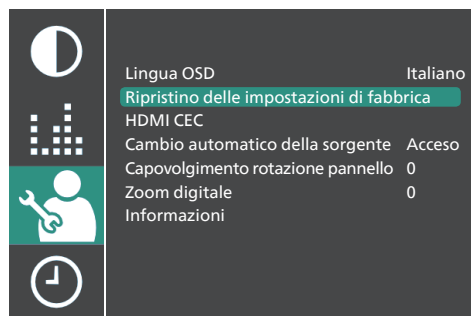 Lingua OSD Italiano
Ripristino delle impostazioni di fabbrica
HDMI CEC
Cambio automatico della sorgente Acceso
Capovolgimento rotazione pannello 0
Zoom digitale 0
Informazioni